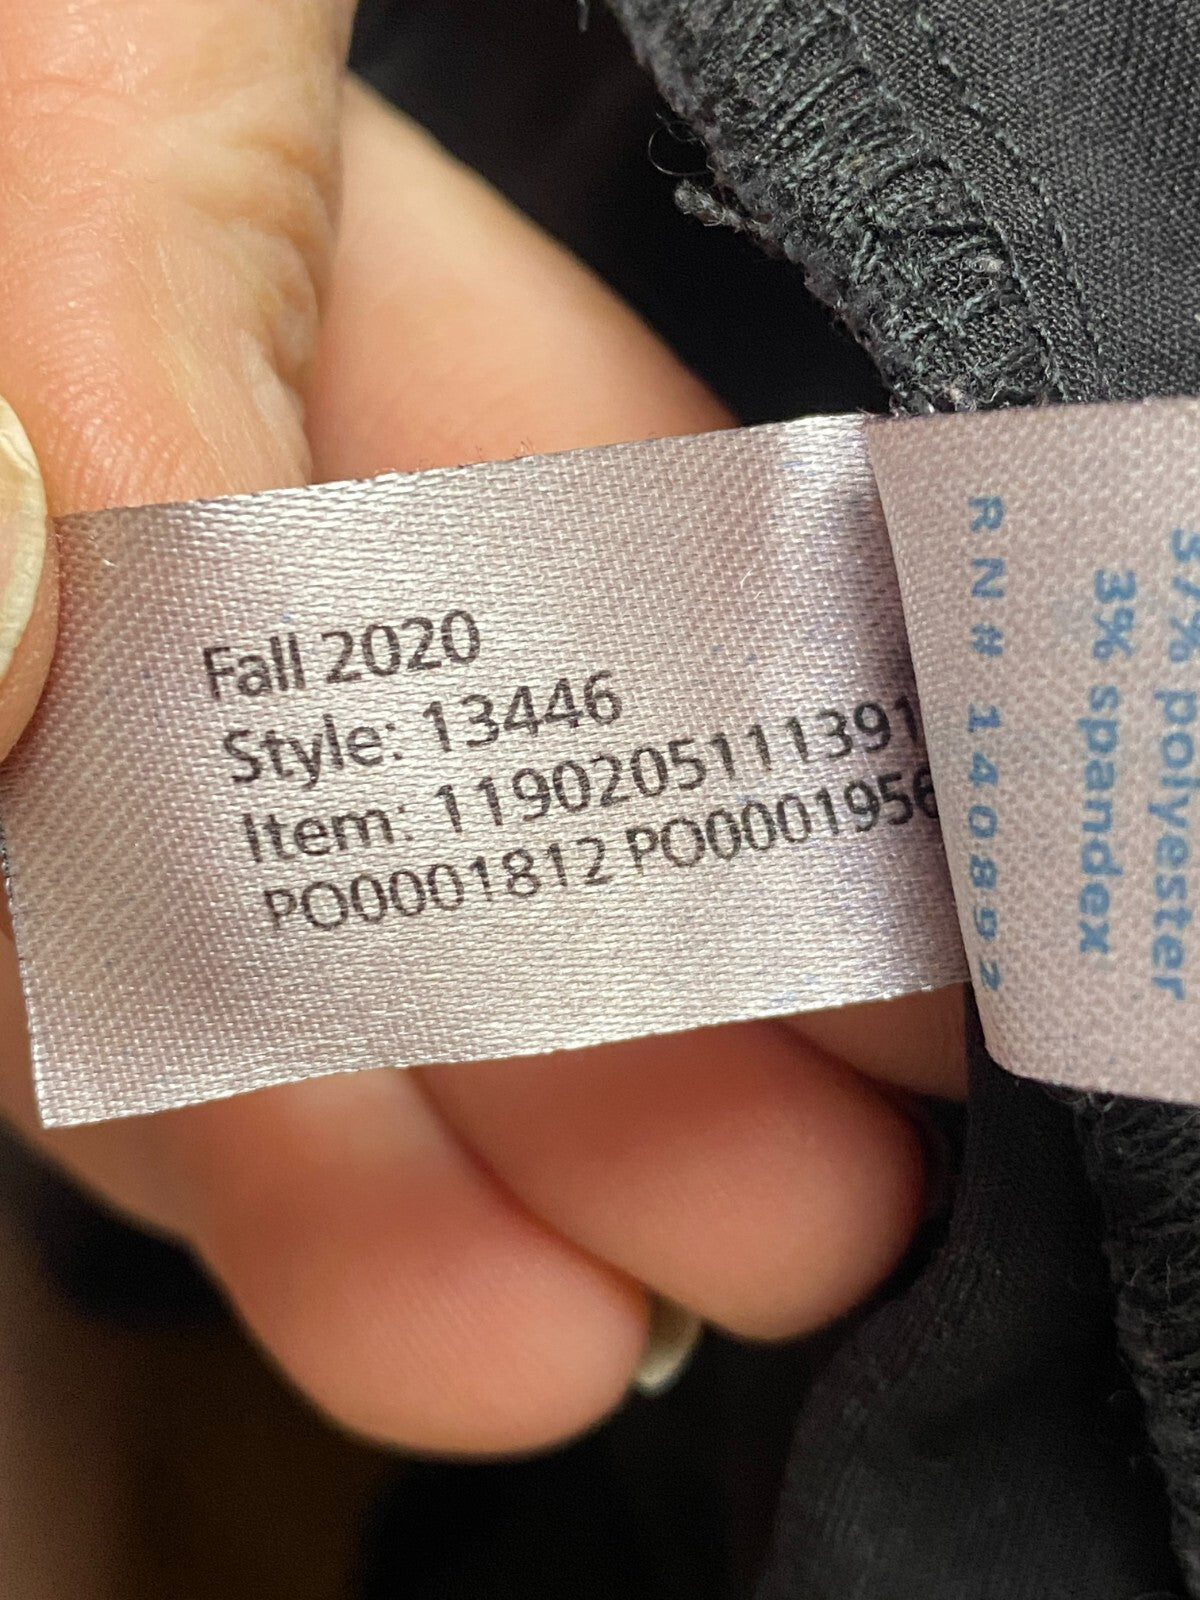 Fall 2020
Style: 13446
Item: 1190205111391
PO0001812 PO0001956
polyester
3% spandex
RN# 140892